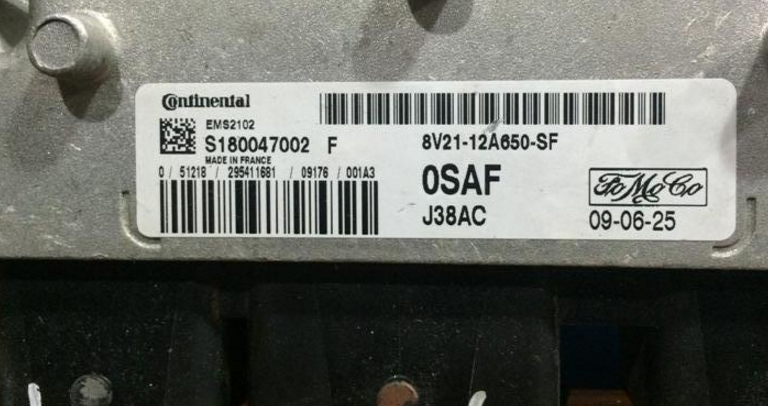 Continental
EMS2102
S180047002 F
MADE IN FRANCE
0 / 51218 / 295411681 / 09176 / 001A3
8V21-12A650-SF
0SAF
J38AC
FoMoCo
09-06-25